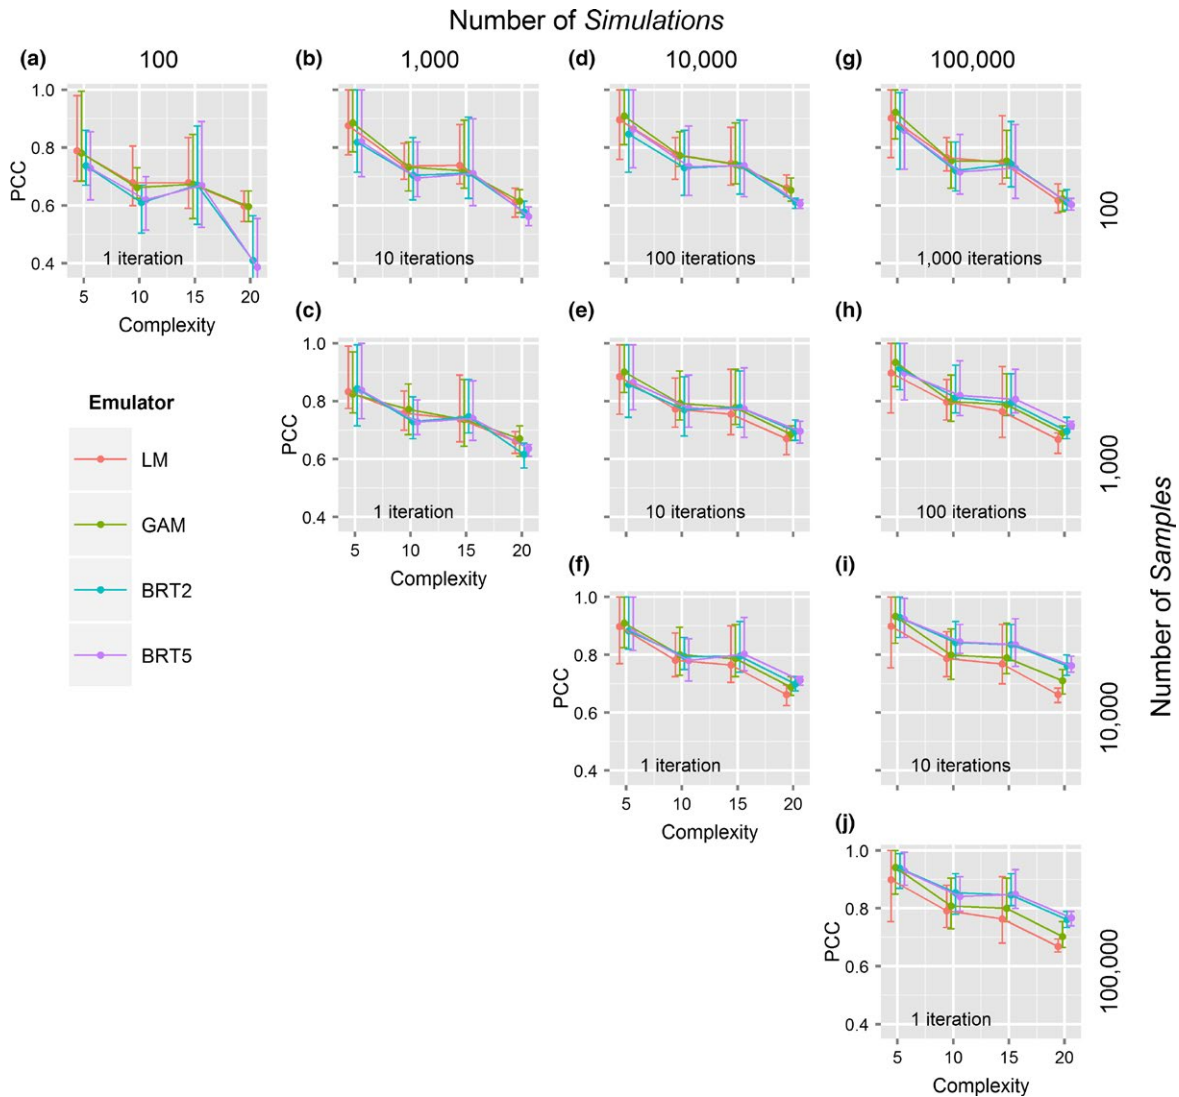 Number of Simulations
(a) 100 (b) 1,000 (d) 10,000 (g) 100,000
1.0
0.8
0.6
0.4
PCC
1 iteration
10 iterations
100 iterations
1,000 iterations
100
5 10 15 20
Complexity
(c) (e) (h)
1.0
0.8
0.6
0.4
PCC
1 iteration
10 iterations
100 iterations
1,000
5 10 15 20
Complexity
Emulator
LM
GAM
BRT2
BRT5
(f) (i)
1.0
0.8
0.6
0.4
PCC
1 iteration
10 iterations
10,000
5 10 15 20
Complexity
(j)
1.0
0.8
0.6
0.4
PCC
1 iteration
100,000
5 10 15 20
Complexity
Number of Samples